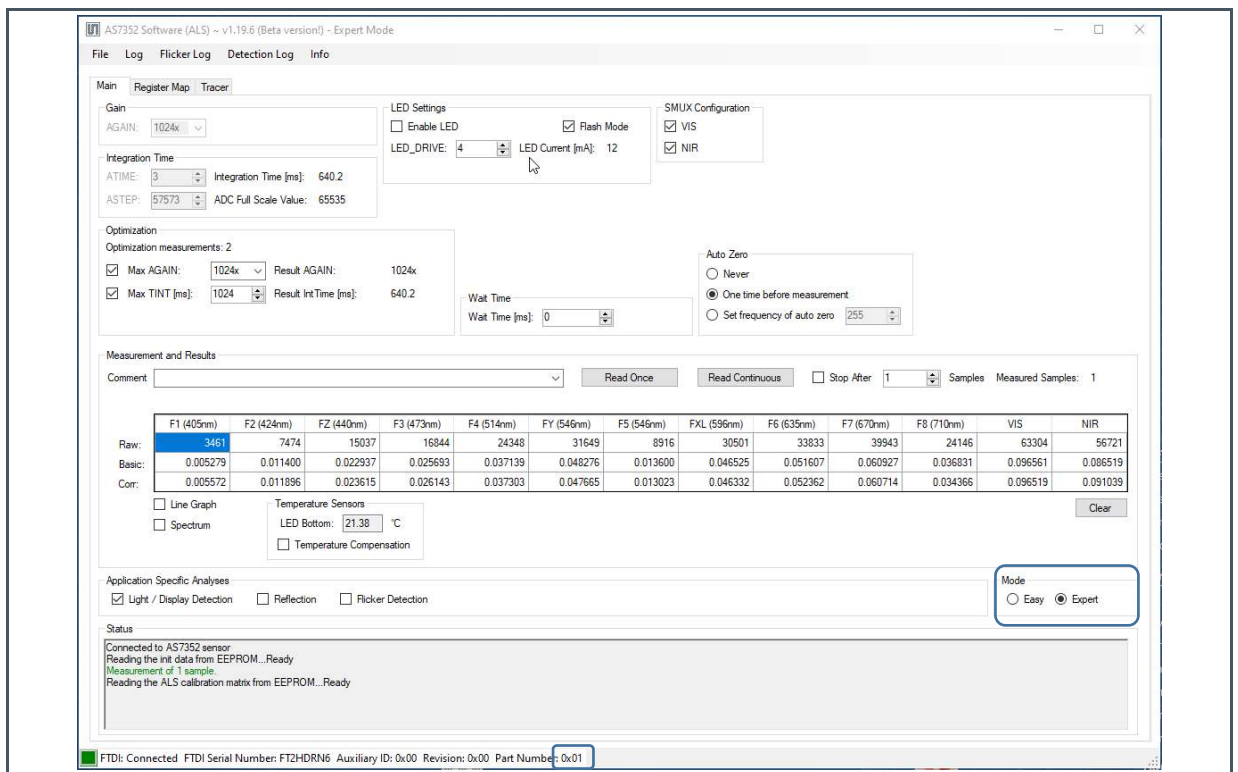 AS7352 Software (ALS) ~ v1.19.6 (Beta version!) - Expert Mode
File Log Flicker Log Detection Log Info
Main Register Map Tracer
Gain
AGAIN: 1024x
Integration Time
ATIME: 3 Integration Time [ms]: 640.2
ASTEP: 57573 ADC Full Scale Value: 65535
LED Settings
Enable LED Flash Mode
LED_DRIVE: 4 LED Current [mA]: 12
SMUX Configuration
VIS
NIR
Optimization
Optimization measurements: 2
Max AGAIN: 1024x Result AGAIN: 1024x
Max TINT [ms]: 1024 Result IntTime [ms]: 640.2
Wait Time
Wait Time [ms]: 0
Auto Zero
Never
One time before measurement
Set frequency of auto zero 255
Measurement and Results
Comment Read Once Read Continuous Stop After 1 Samples Measured Samples: 1
F1 (405nm) F2 (424nm) FZ (440nm) F3 (473nm) F4 (514nm) FY (546nm) F5 (546nm) FXL (596nm) F6 (635nm) F7 (670nm) F8 (710nm) VIS NIR
Raw: 3461 7474 15037 16844 24348 31649 8916 30501 33833 39943 24146 63304 56721
Basic: 0.005279 0.011400 0.022937 0.025693 0.037139 0.048276 0.013600 0.046525 0.051607 0.060927 0.036831 0.096561 0.086519
Corr: 0.005572 0.011896 0.023615 0.026143 0.037303 0.047665 0.013023 0.046332 0.052362 0.060714 0.034366 0.096519 0.091039
Line Graph
Spectrum
Temperature Sensors
LED Bottom: 21.38 °C
Temperature Compensation
Clear
Application Specific Analyses
Light / Display Detection Reflection Flicker Detection
Mode
Easy Expert
Status
Connected to AS7352 sensor
Reading the init data from EEPROM...Ready
Measurement of 1 sample.
Reading the ALS calibration matrix from EEPROM...Ready
FTDI: Connected FTDI Serial Number: FT2HDRN6 Auxiliary ID: 0x00 Revision: 0x00 Part Number: 0x01